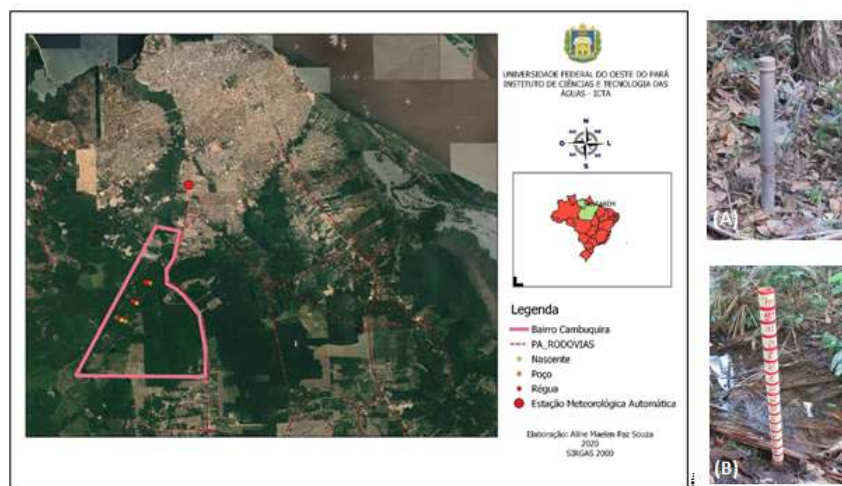 UNIVERSIDADE FEDERAL DO OESTE DO PARÁ
INSTITUTO DE CIÊNCIAS E TECNOLOGIA DAS
ÁGUAS - ICTA
N
O
L
S
Legenda
Bairro Cambuquira
PA_RODOVIAS
Nascente
Poço
Régua
Estação Meteorológica Automática
Elaboração: Aline Maelen Paz Souza
2020
SIRGAS 2000
(A)
(B)